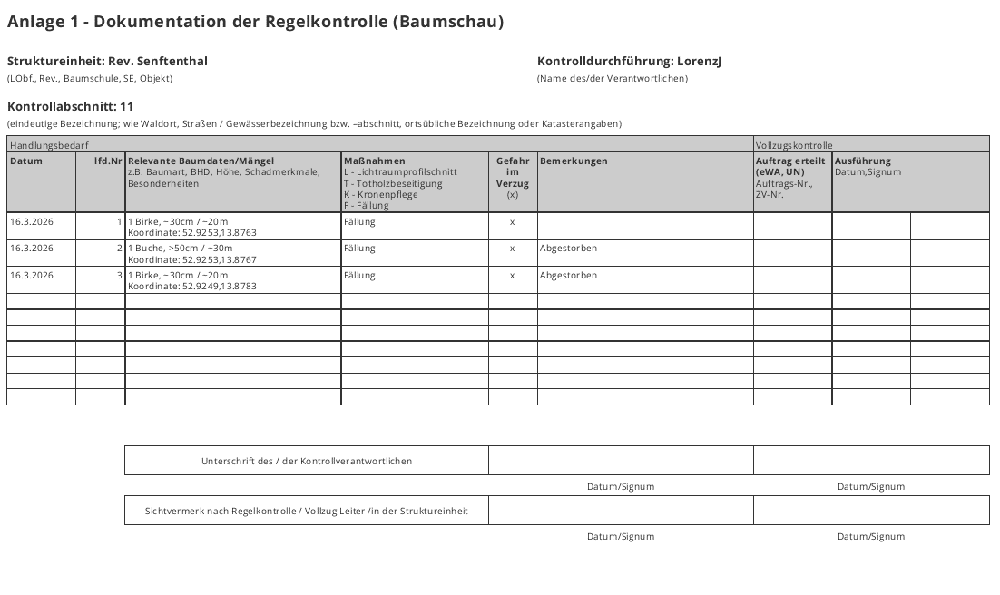 Anlage 1 - Dokumentation der Regelkontrolle (Baumschau)
Struktureinheit: Rev. Senftenthal
Kontrolldurchführung: LorenzJ
(LObf., Rev., Baumschule, SE, Objekt)
(Name des/der Verantwortlichen)
Kontrollabschnitt: 11
(eindeutige Bezeichnung; wie Waldort, Straßen / Gewässerbezeichnung bzw. –abschnitt, ortsübliche Bezeichnung oder Katasterangaben)
Handlungsbedarf
Vollzugskontrolle
Datum
lfd.Nr
Relevante Baumdaten/Mängel
z.B. Baumart, BHD, Höhe, Schadmerkmale,
Besonderheiten
Maßnahmen
L - Lichtraumprofilschnitt
T - Totholzbeseitigung
K - Kronenpflege
F - Fällung
Gefahr
im
Verzug
(x)
Bemerkungen
Auftrag erteilt
(eWA, UN)
Auftrags-Nr.,
ZV-Nr.
Ausführung
Datum,Signum
16.3.2026
1
1 Birke, ~30cm / ~20m
Koordinate: 52.9253,13.8763
Fällung
x
16.3.2026
2
1 Buche, >50cm / ~30m
Koordinate: 52.9253,13.8767
Fällung
x
Abgestorben
16.3.2026
3
1 Birke, ~30cm / ~20m
Koordinate: 52.9249,13.8783
Fällung
x
Abgestorben
Unterschrift des / der Kontrollverantwortlichen
Datum/Signum
Datum/Signum
Sichtvermerk nach Regelkontrolle / Vollzug Leiter /in der Struktureinheit
Datum/Signum
Datum/Signum